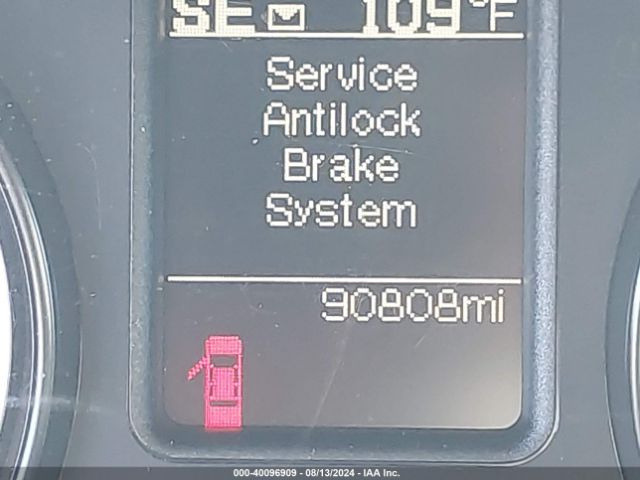 SE 109°F
Service
Antilock
Brake
System
90808mi
000-40096909 - 08/13/2024 - IAA Inc.